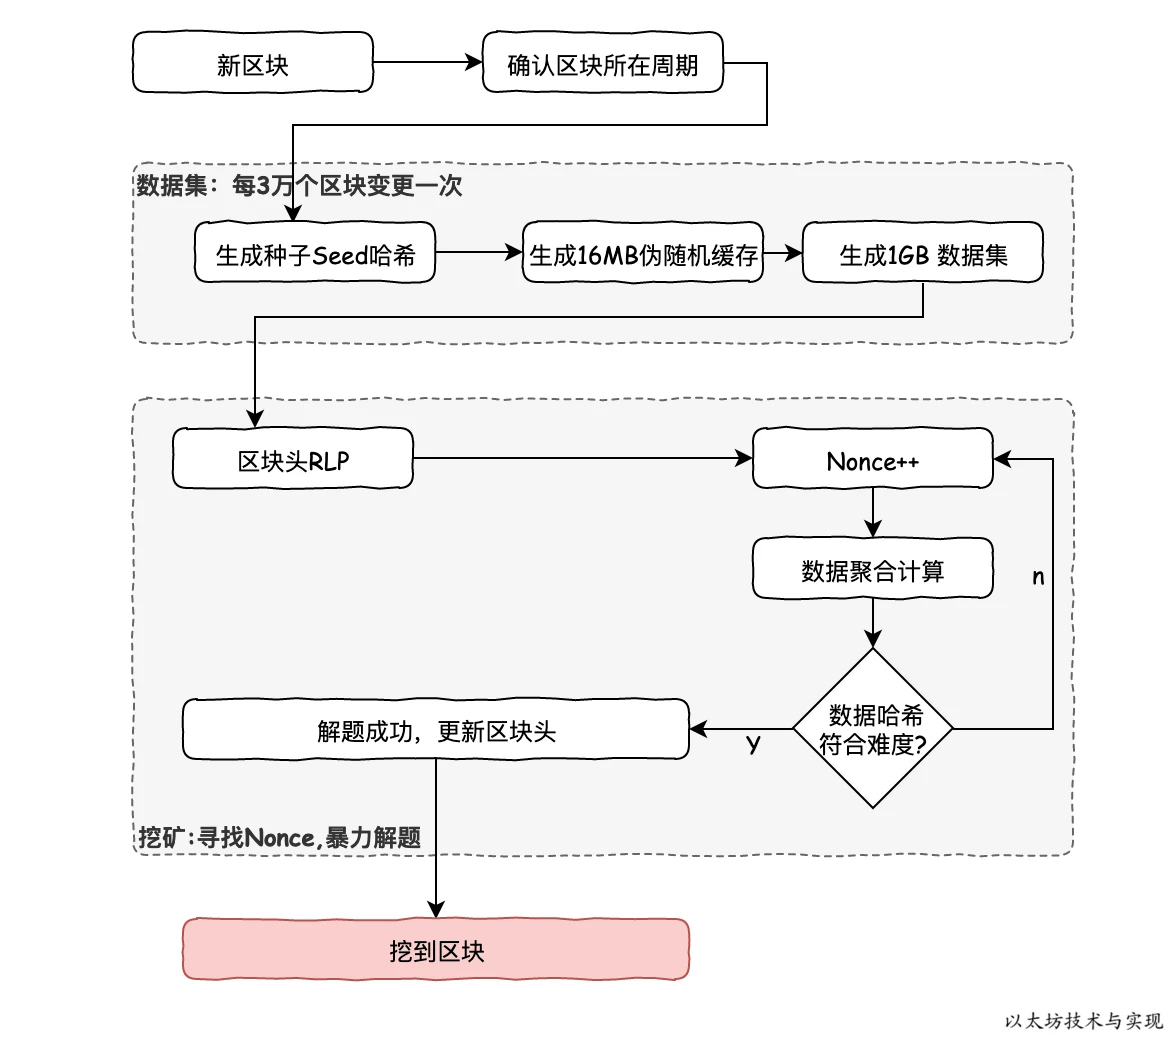 新区块
确认区块所在周期
数据集：每3万个区块变更一次
生成种子Seed哈希
生成16MB伪随机缓存
生成1GB 数据集
区块头RLP
Nonce++
数据聚合计算
n
数据哈希
符合难度?
Y
解题成功，更新区块头
挖矿:寻找Nonce,暴力解题
挖到区块
以太坊技术与实现